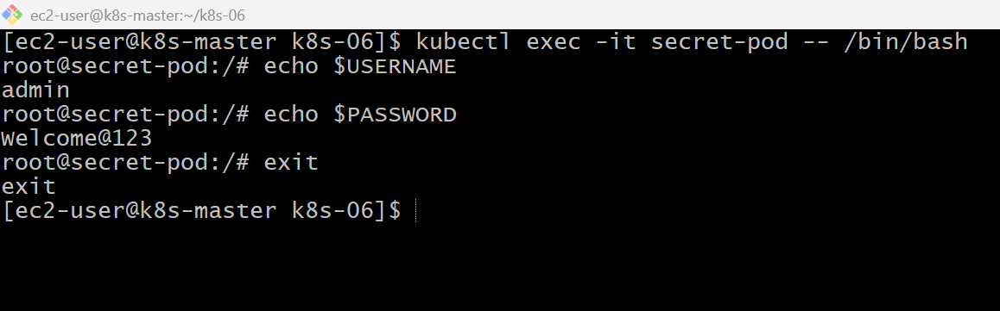 ec2-user@k8s-master:~/k8s-06
[ec2-user@k8s-master k8s-06]$ kubectl exec -it secret-pod -- /bin/bash
root@secret-pod:/# echo $USERNAME
admin
root@secret-pod:/# echo $PASSWORD
welcome@123
root@secret-pod:/# exit
exit
[ec2-user@k8s-master k8s-06]$